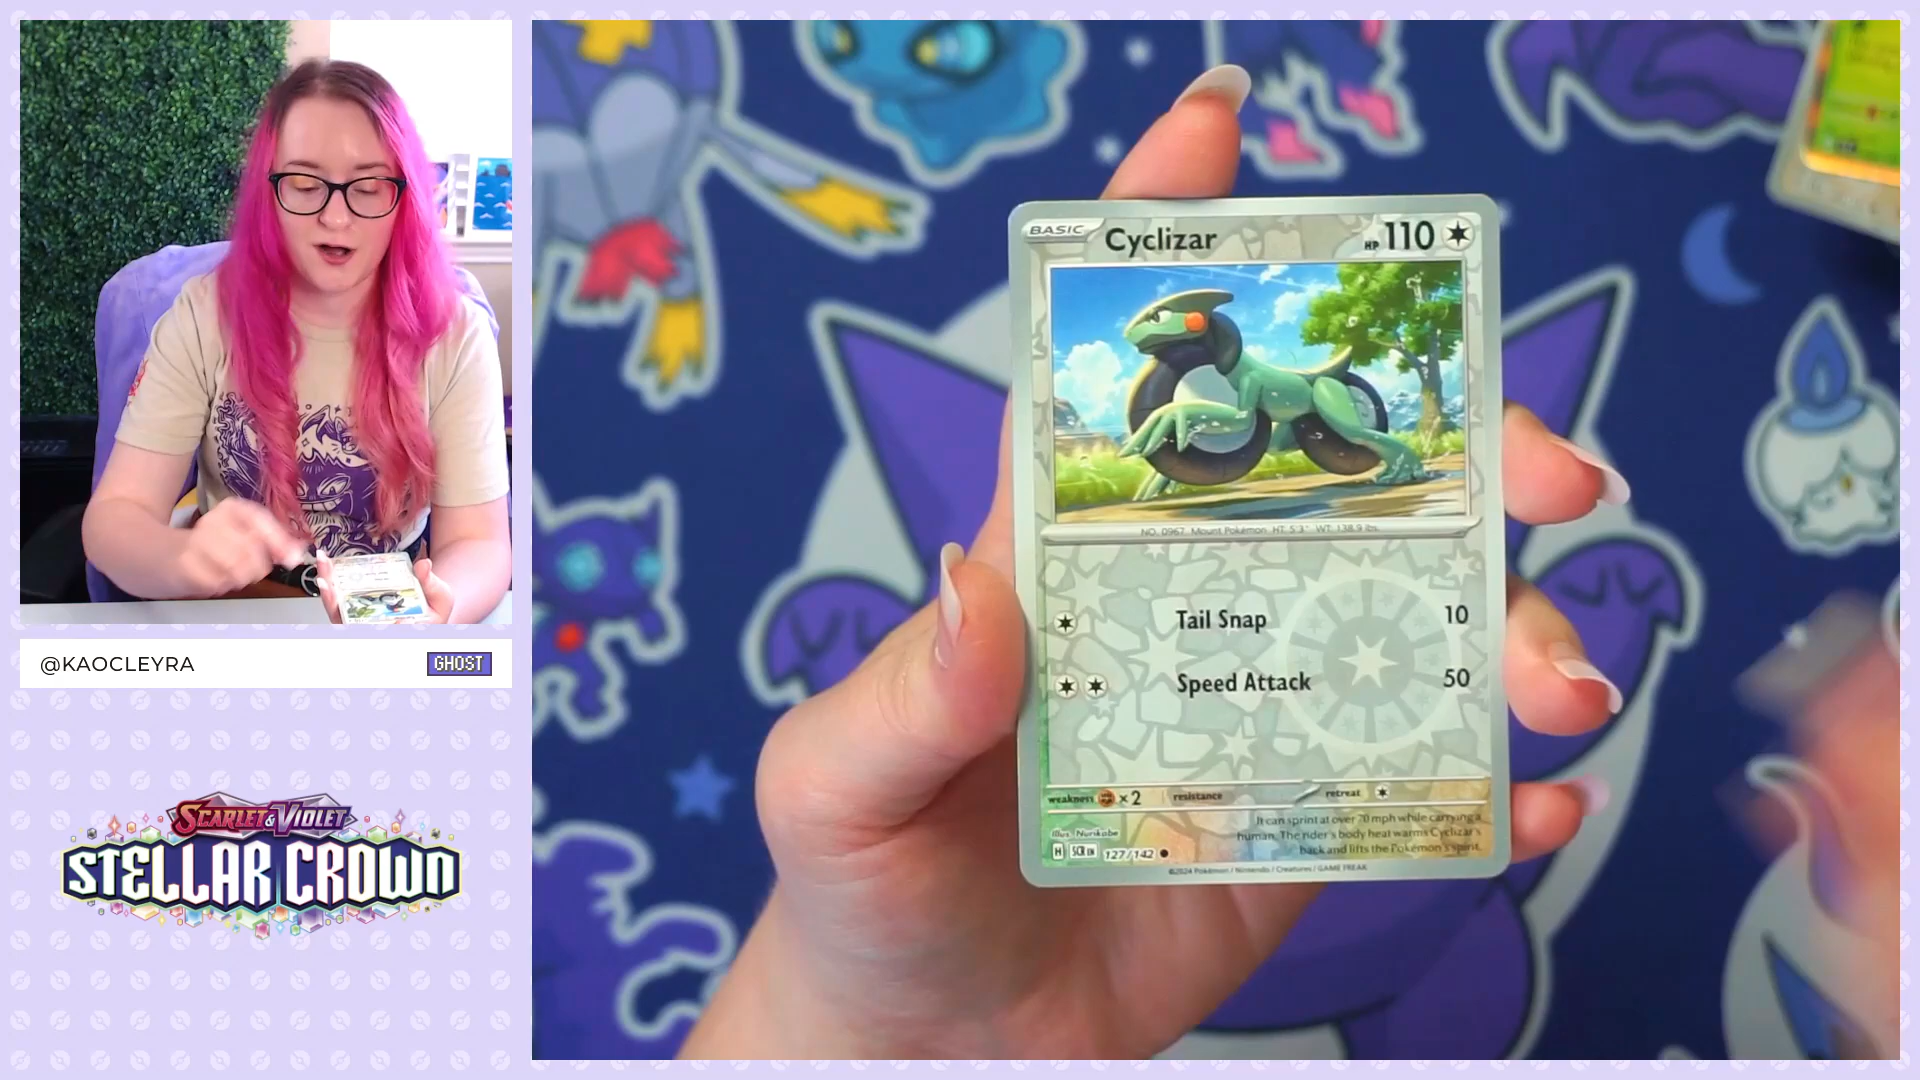 @KAOCLEYRA
GHOST
SCARLET & VIOLET
STELLAR CROWN
BASIC Cyclizar HP 110
NO. 0967 Mount Pokémon HT: 5'3" WT: 138.9 lbs.
Tail Snap 10
Speed Attack 50
weakness ×2 resistance retreat
Illus. Nurikabe
It can sprint at over 70 mph while carrying a
human. The rider's body heat warms Cyclizar's
back and lifts the Pokémon's spirit.
H SCR EN 127/142
©2024 Pokémon / Nintendo / Creatures / GAME FREAK